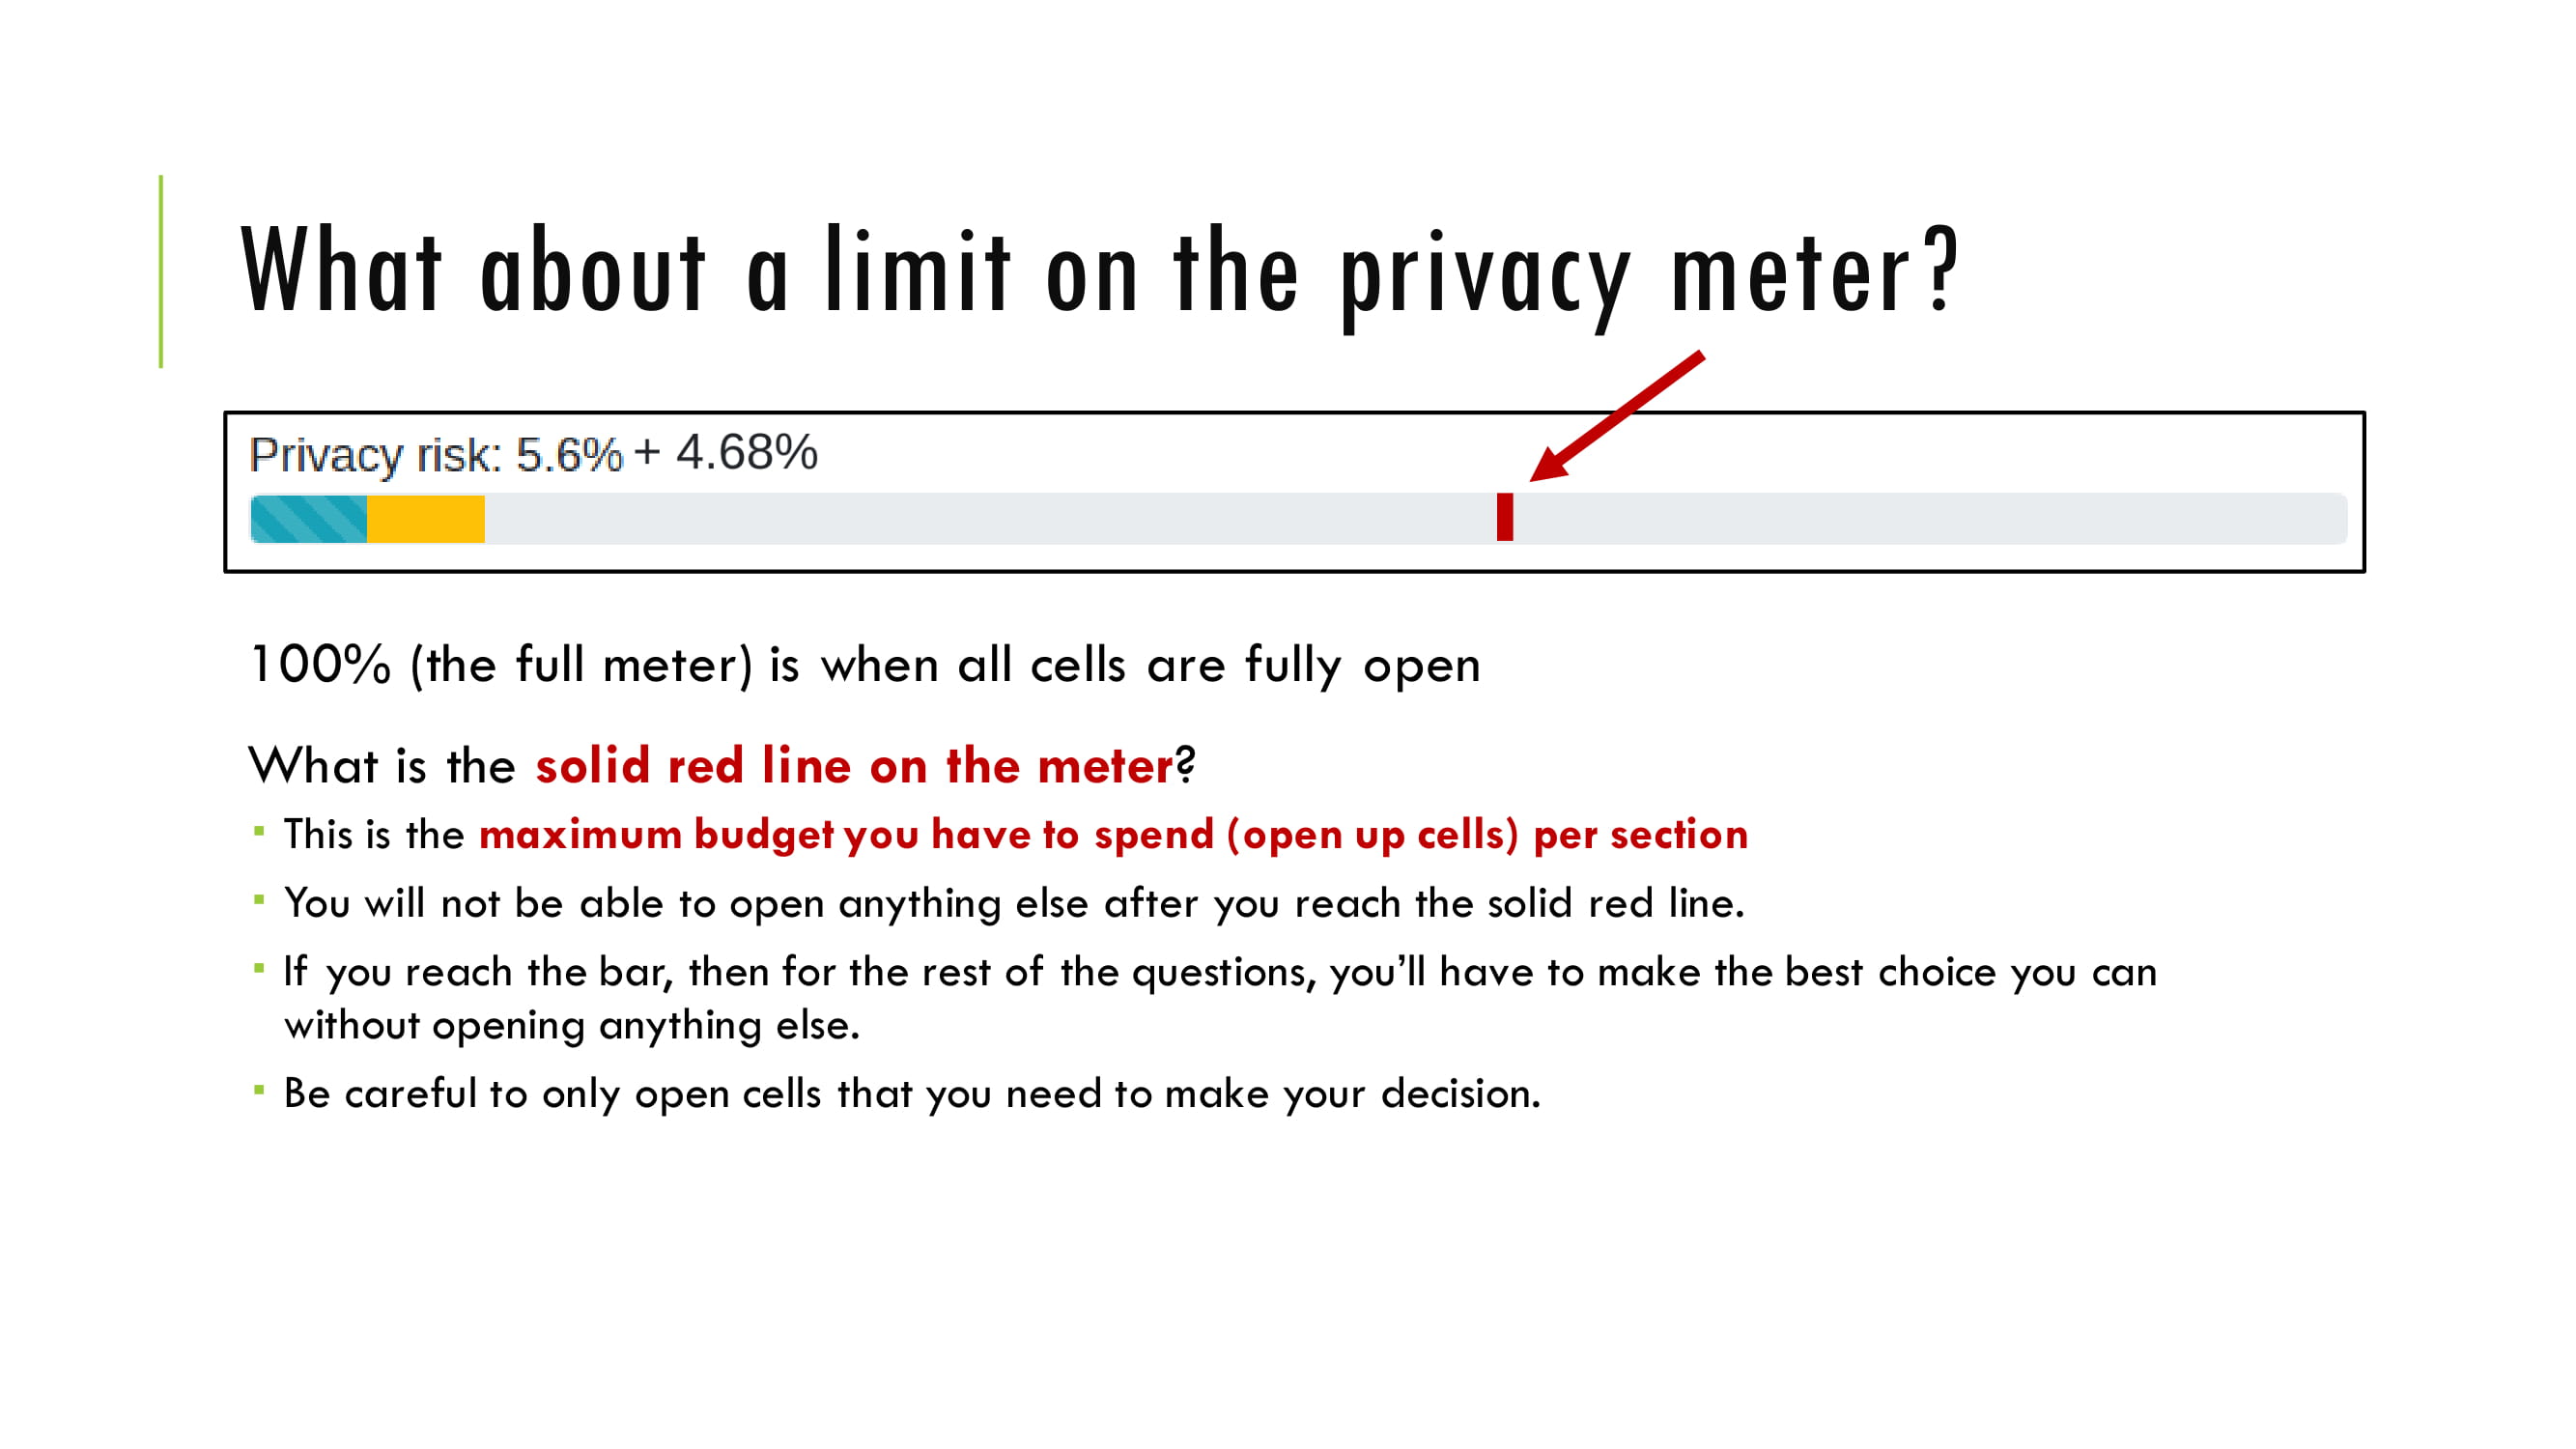 What about a limit on the privacy meter?
Privacy risk: 5.6% + 4.68%
100% (the full meter) is when all cells are fully open
What is the solid red line on the meter?
▪ This is the maximum budget you have to spend (open up cells) per section
▪ You will not be able to open anything else after you reach the solid red line.
▪ If you reach the bar, then for the rest of the questions, you’ll have to make the best choice you can
without opening anything else.
▪ Be careful to only open cells that you need to make your decision.